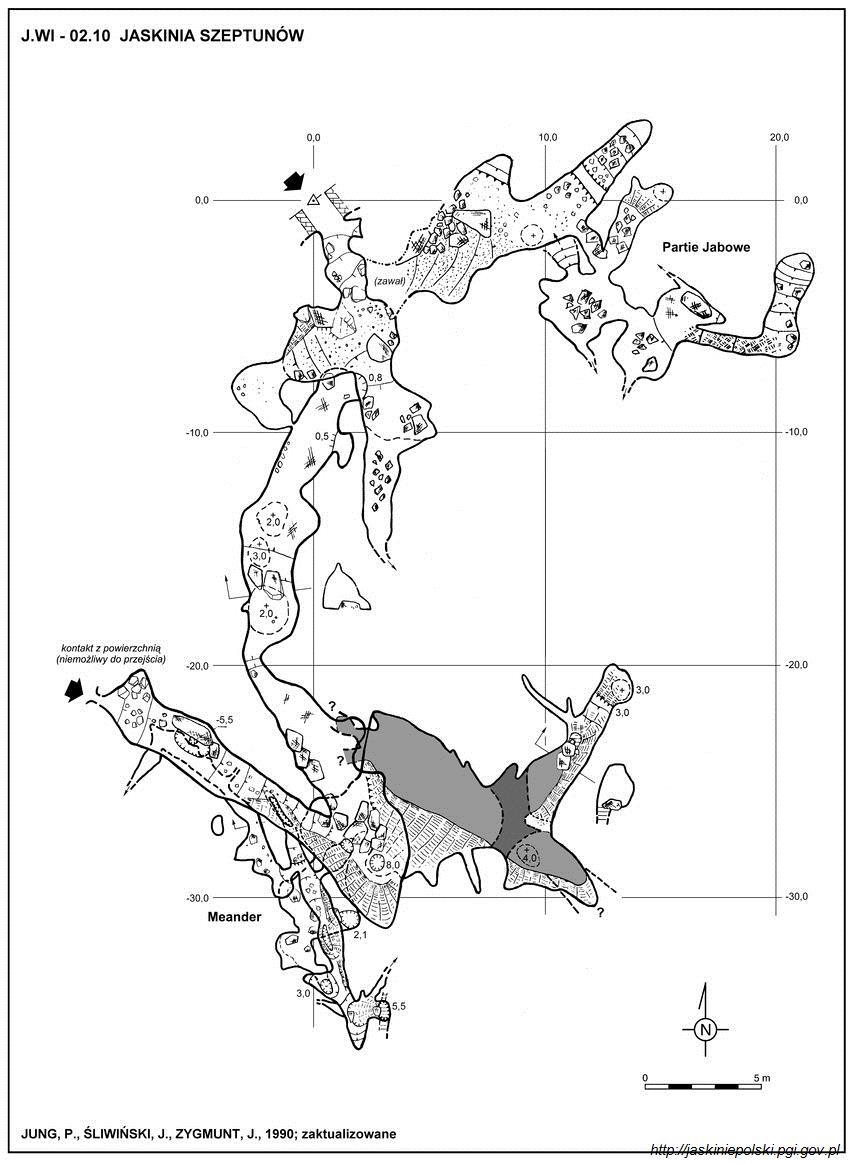 J.WI - 02.10 JASKINIA SZEPTUNÓW
0,0
10,0
20,0
0,0
0,0
Partie Jabowe
(zawał)
0,8
-10,0
-10,0
0,5
2,0
3,0
2,0
kontakt z powierzchnią
(niemożliwy do przejścia)
-20,0
-20,0
3,0
3,0
?
-5,5
?
4,0
8,0
-30.0
-30,0
?
Meander
2,1
3,0
5,5
N
0
5 m
JUNG, P., ŚLIWIŃSKI, J., ZYGMUNT, J., 1990; zaktualizowane
http://jaskiniepolski.pgi.gov.pl